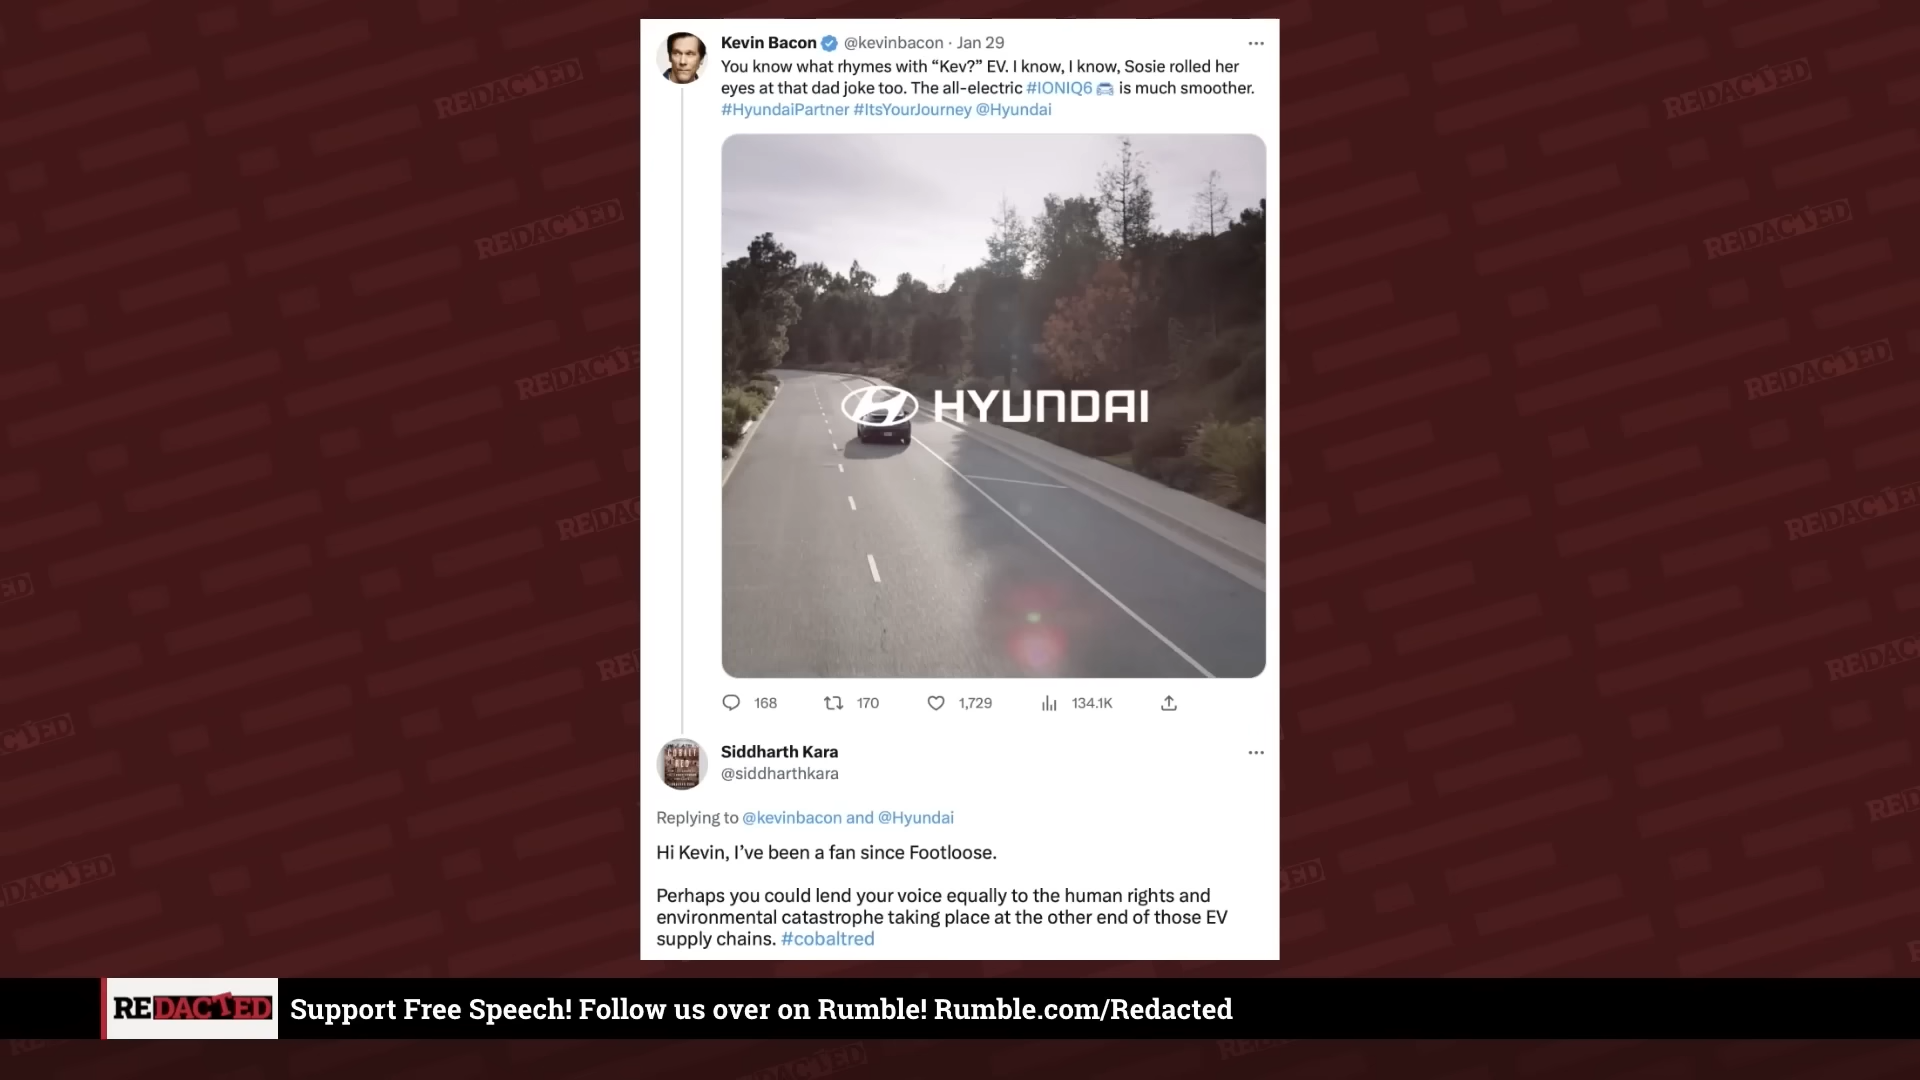 Kevin Bacon @kevinbacon · Jan 29
You know what rhymes with “Kev?” EV. I know, I know, Sosie rolled her
eyes at that dad joke too. The all-electric #IONIQ6 is much smoother.
#HyundaiPartner #ItsYourJourney @Hyundai
HYUNDAI
168 170 1,729 134.1K
COBALT
RED
Siddharth Kara
@siddharthkara
Replying to @kevinbacon and @Hyundai
Hi Kevin, I’ve been a fan since Footloose.
Perhaps you could lend your voice equally to the human rights and
environmental catastrophe taking place at the other end of those EV
supply chains. #cobaltred
REDACTED Support Free Speech! Follow us over on Rumble! Rumble.com/Redacted